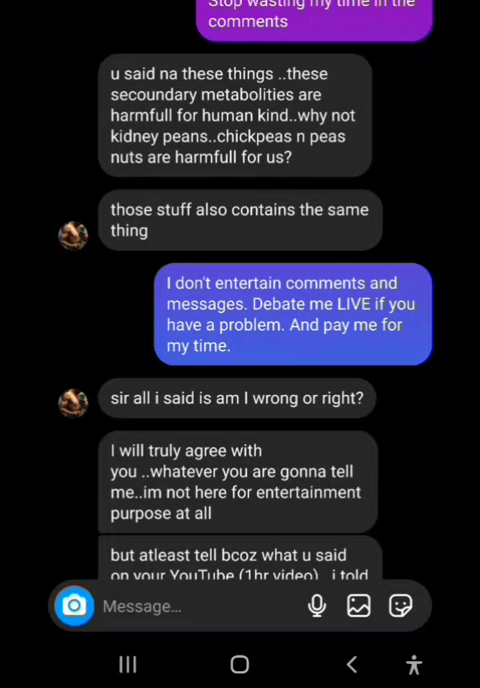 Stop wasting my time in the
comments
u said na these things ..these
secoundary metabolities are
harmfull for human kind..why not
kidney peans..chickpeas n peas
nuts are harmfull for us?
those stuff also contains the same
thing
I don't entertain comments and
messages. Debate me LIVE if you
have a problem. And pay me for
my time.
sir all i said is am I wrong or right?
I will truly agree with
you ..whatever you are gonna tell
me..im not here for entertainment
purpose at all
but atleast tell bcoz what u said
on your YouTube (1hr video)..i told
Message...